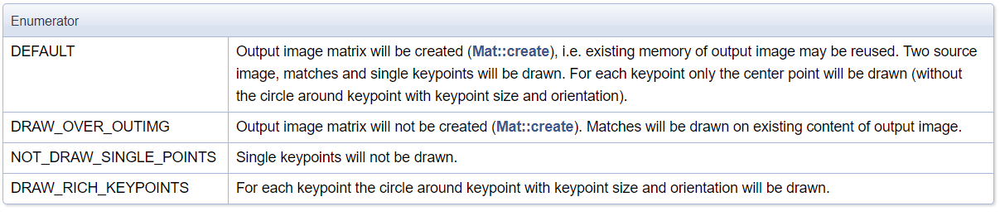 Enumerator
DEFAULT
Output image matrix will be created (Mat::create), i.e. existing memory of output image may be reused. Two source
image, matches and single keypoints will be drawn. For each keypoint only the center point will be drawn (without
the circle around keypoint with keypoint size and orientation).
DRAW_OVER_OUTIMG
Output image matrix will not be created (Mat::create). Matches will be drawn on existing content of output image.
NOT_DRAW_SINGLE_POINTS
Single keypoints will not be drawn.
DRAW_RICH_KEYPOINTS
For each keypoint the circle around keypoint with keypoint size and orientation will be drawn.